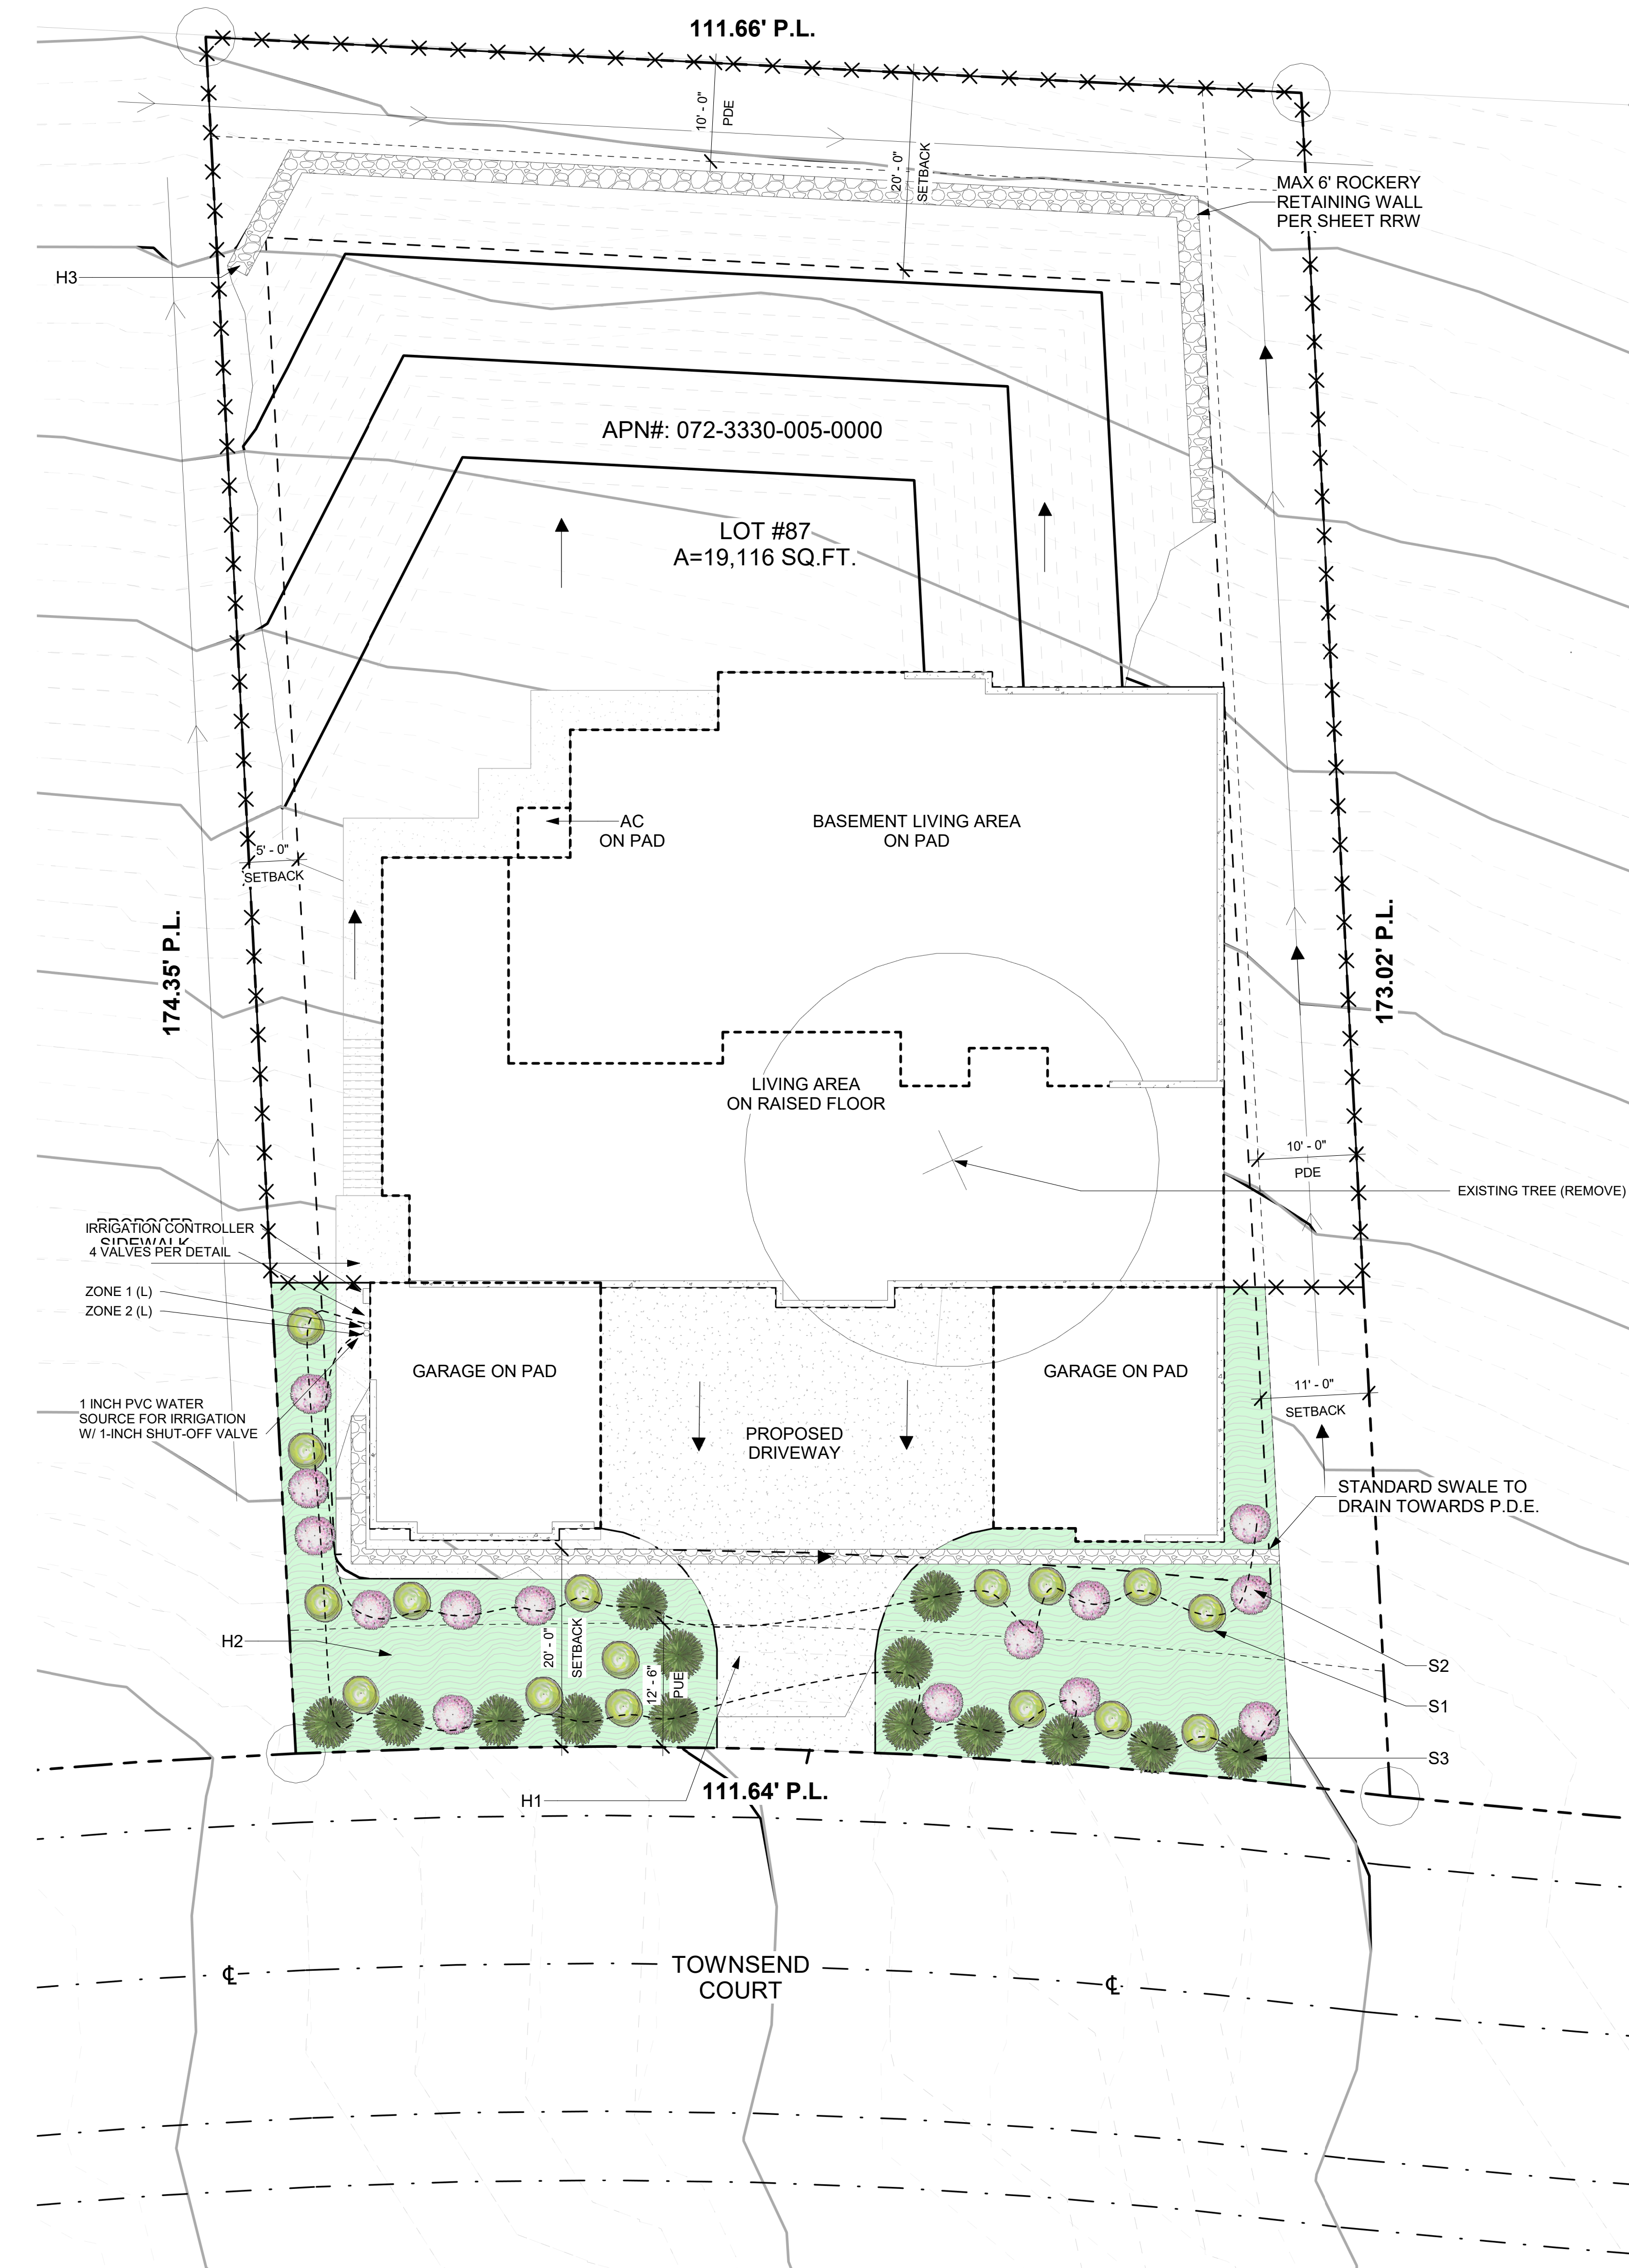 111.66' P.L.
10' - 0"
PDE
20' - 0"
SETBACK
MAX 6' ROCKERY
RETAINING WALL
PER SHEET RRW
H3
APN#: 072-3330-005-0000
LOT #87
A=19,116 SQ.FT.
AC
ON PAD
BASEMENT LIVING AREA
ON PAD
5' - 0"
SETBACK
174.35' P.L.
173.02' P.L.
LIVING AREA
ON RAISED FLOOR
10' - 0"
PDE
EXISTING TREE (REMOVE)
PROPOSED
SIDEWALK
IRRIGATION CONTROLLER
4 VALVES PER DETAIL
ZONE 1 (L)
ZONE 2 (L)
GARAGE ON PAD
GARAGE ON PAD
11' - 0"
SETBACK
1 INCH PVC WATER
SOURCE FOR IRRIGATION
W/ 1-INCH SHUT-OFF VALVE
PROPOSED
DRIVEWAY
STANDARD SWALE TO
DRAIN TOWARDS P.D.E.
H2
20' - 0"
SETBACK
12' - 6"
PUE
S2
S1
S3
H1
111.64' P.L.
TOWNSEND
COURT
℄
℄